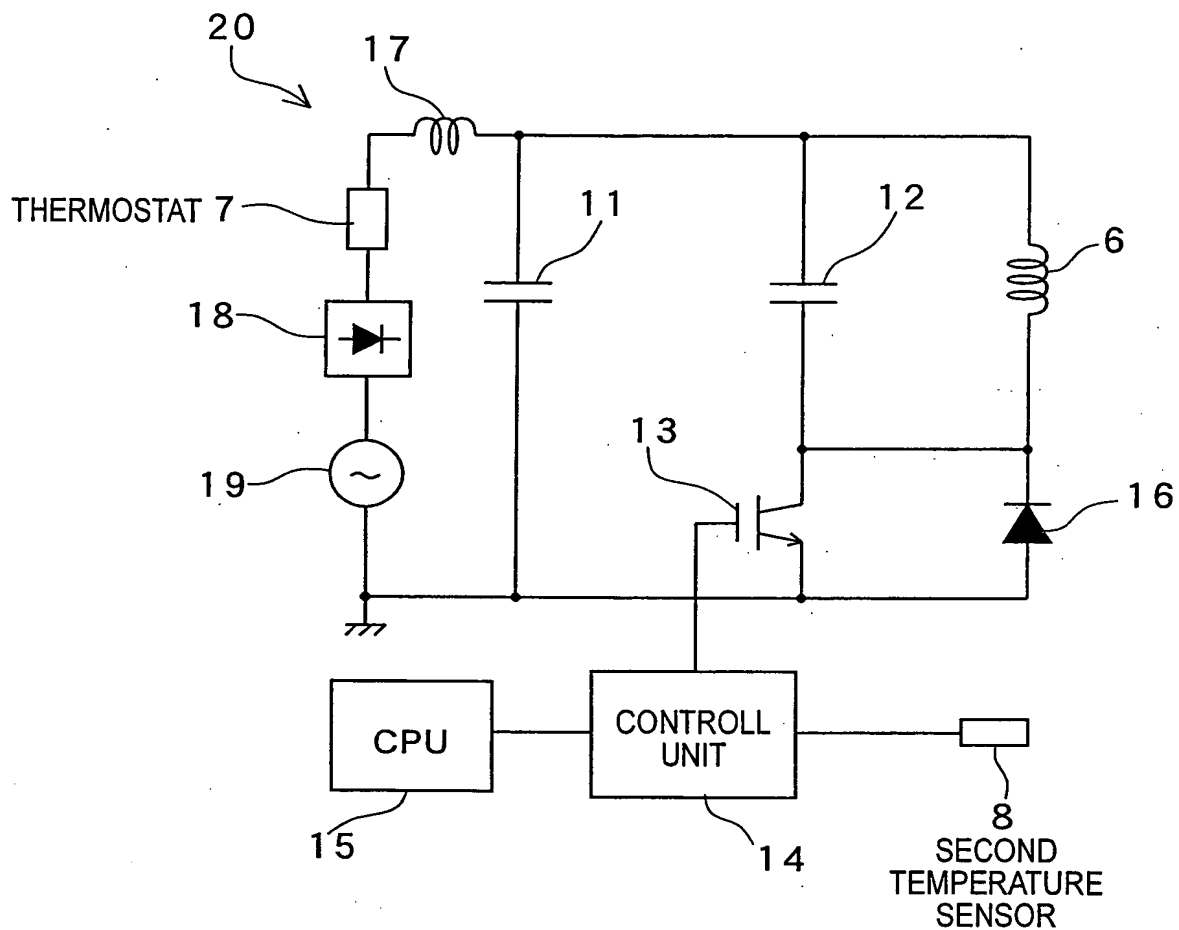 20
17
THERMOSTAT 7
11
12
6
18
13
19
16
CPU
CONTROLL
UNIT
15
14
8
SECOND
TEMPERATURE
SENSOR